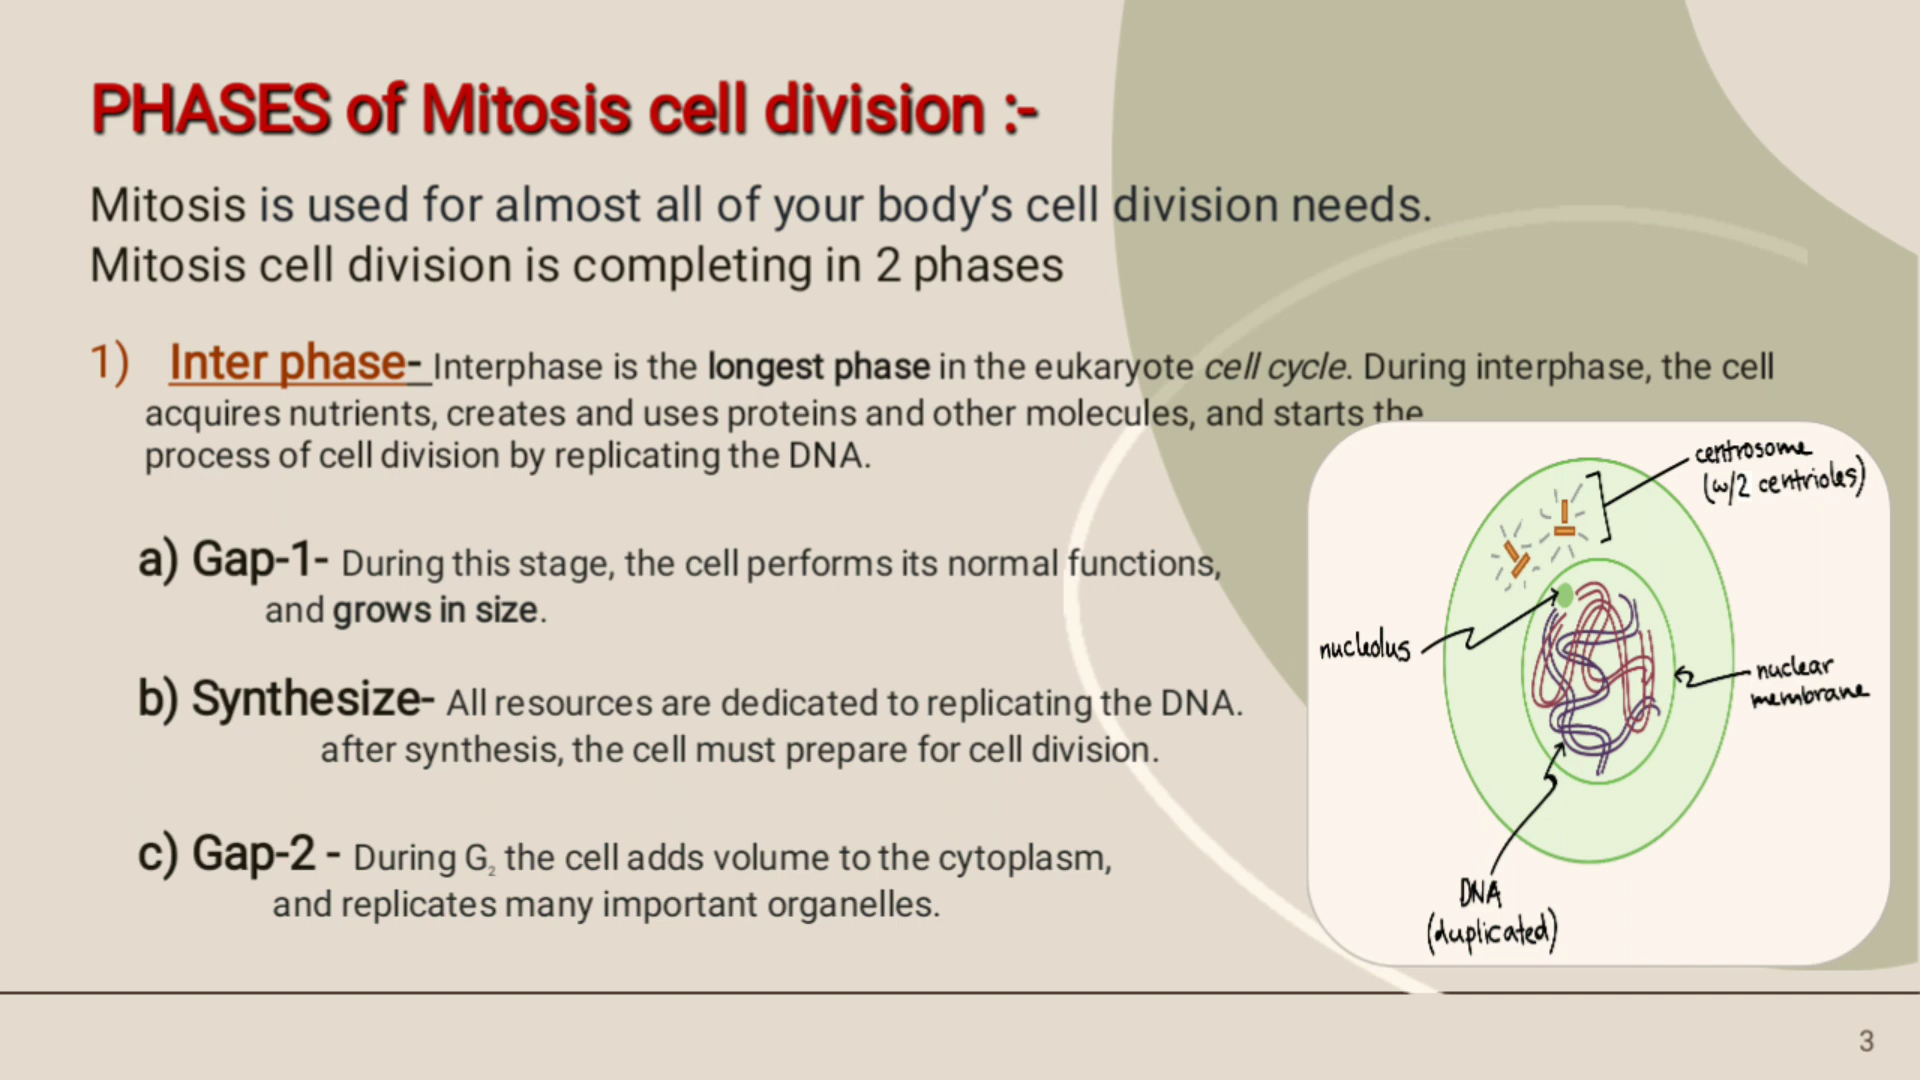 PHASES of Mitosis cell division :-
Mitosis is used for almost all of your body’s cell division needs.
Mitosis cell division is completing in 2 phases
1) Inter phase- Interphase is the longest phase in the eukaryote cell cycle. During interphase, the cell
acquires nutrients, creates and uses proteins and other molecules, and starts the
process of cell division by replicating the DNA.
a) Gap-1- During this stage, the cell performs its normal functions,
and grows in size.
b) Synthesize- All resources are dedicated to replicating the DNA.
after synthesis, the cell must prepare for cell division.
c) Gap-2 - During G₂ the cell adds volume to the cytoplasm,
and replicates many important organelles.
centrosome
(w/2 centrioles)
nucleolus
nuclear
membrane
DNA
(duplicated)
3